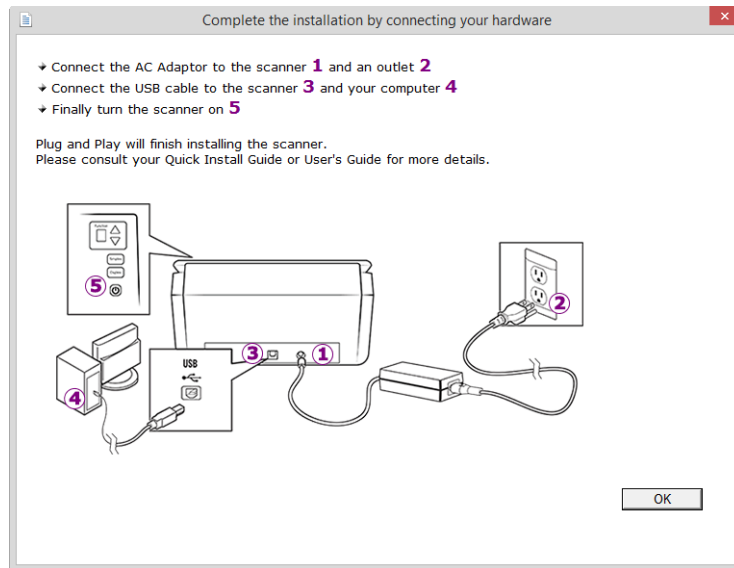 Complete the installation by connecting your hardware
Connect the AC Adaptor to the scanner 1 and an outlet 2
Connect the USB cable to the scanner 3 and your computer 4
Finally turn the scanner on 5
Plug and Play will finish installing the scanner.
Please consult your Quick Install Guide or User's Guide for more details.
5
2
3
1
USB
4
OK